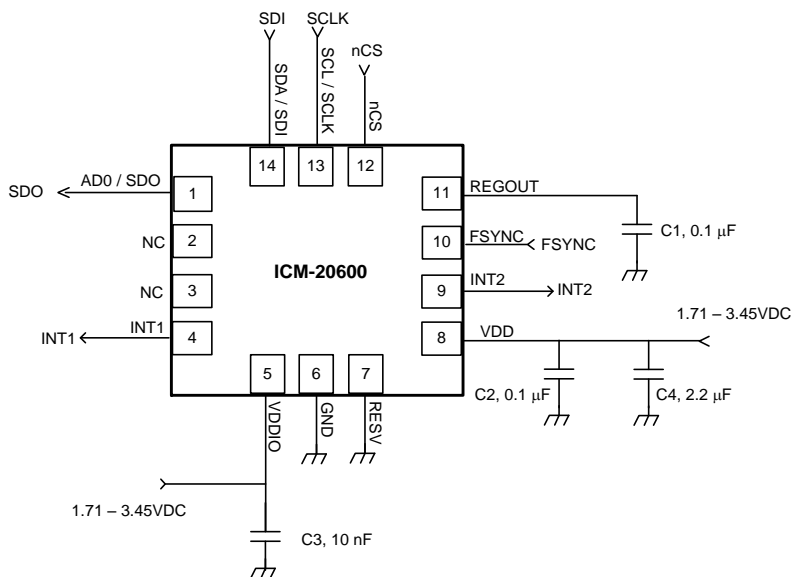 SDI
SCLK
nCS
SDA / SDI
SCL / SCLK
nCS
14
13
12
SDO
AD0 / SDO
1
11
REGOUT
C1, 0.1 μF
NC
2
10
FSYNC
FSYNC
ICM-20600
NC
3
9
INT2
INT2
INT1
INT1
4
8
VDD
1.71 – 3.45VDC
5
6
7
C2, 0.1 μF
C4, 2.2 μF
VDDIO
GND
RESV
1.71 – 3.45VDC
C3, 10 nF